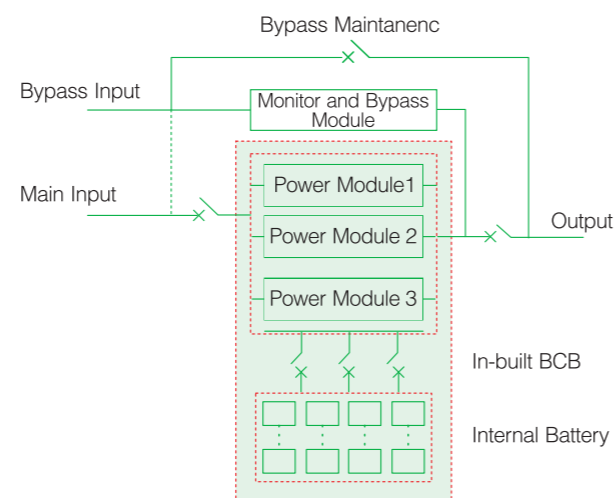 Bypass Maintanenc
Bypass Input
Monitor and Bypass
Module
Power Module1
Main Input
Power Module 2
Output
Power Module 3
In-built BCB
Internal Battery